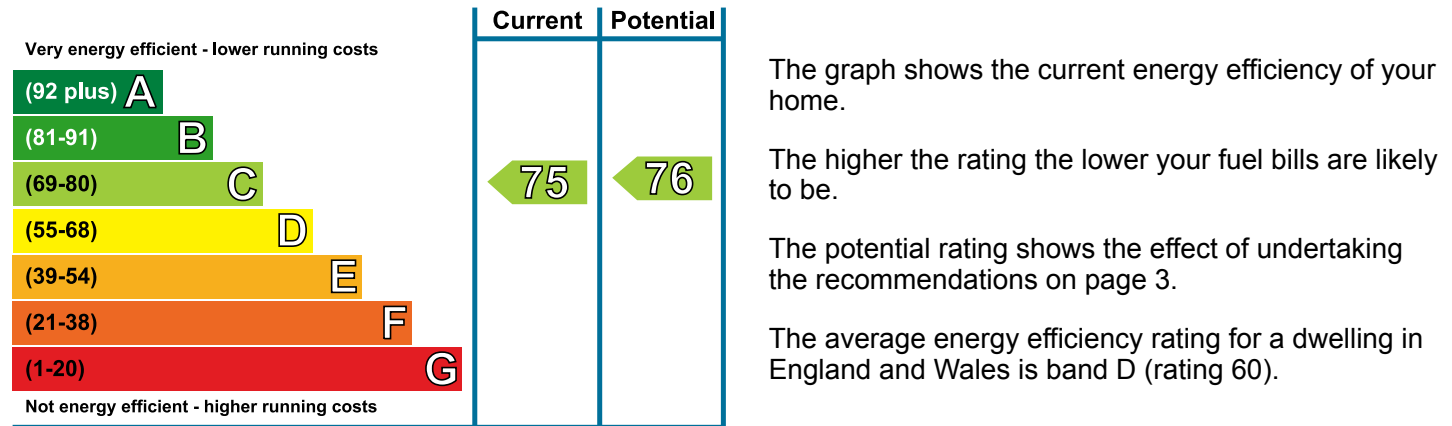 Current Potential
Very energy efficient - lower running costs
(92 plus) A
(81-91) B
(69-80) C
75 76
(55-68) D
(39-54) E
(21-38) F
(1-20) G
Not energy efficient - higher running costs
The graph shows the current energy efficiency of your
home.
The higher the rating the lower your fuel bills are likely
to be.
The potential rating shows the effect of undertaking
the recommendations on page 3.
The average energy efficiency rating for a dwelling in
England and Wales is band D (rating 60).